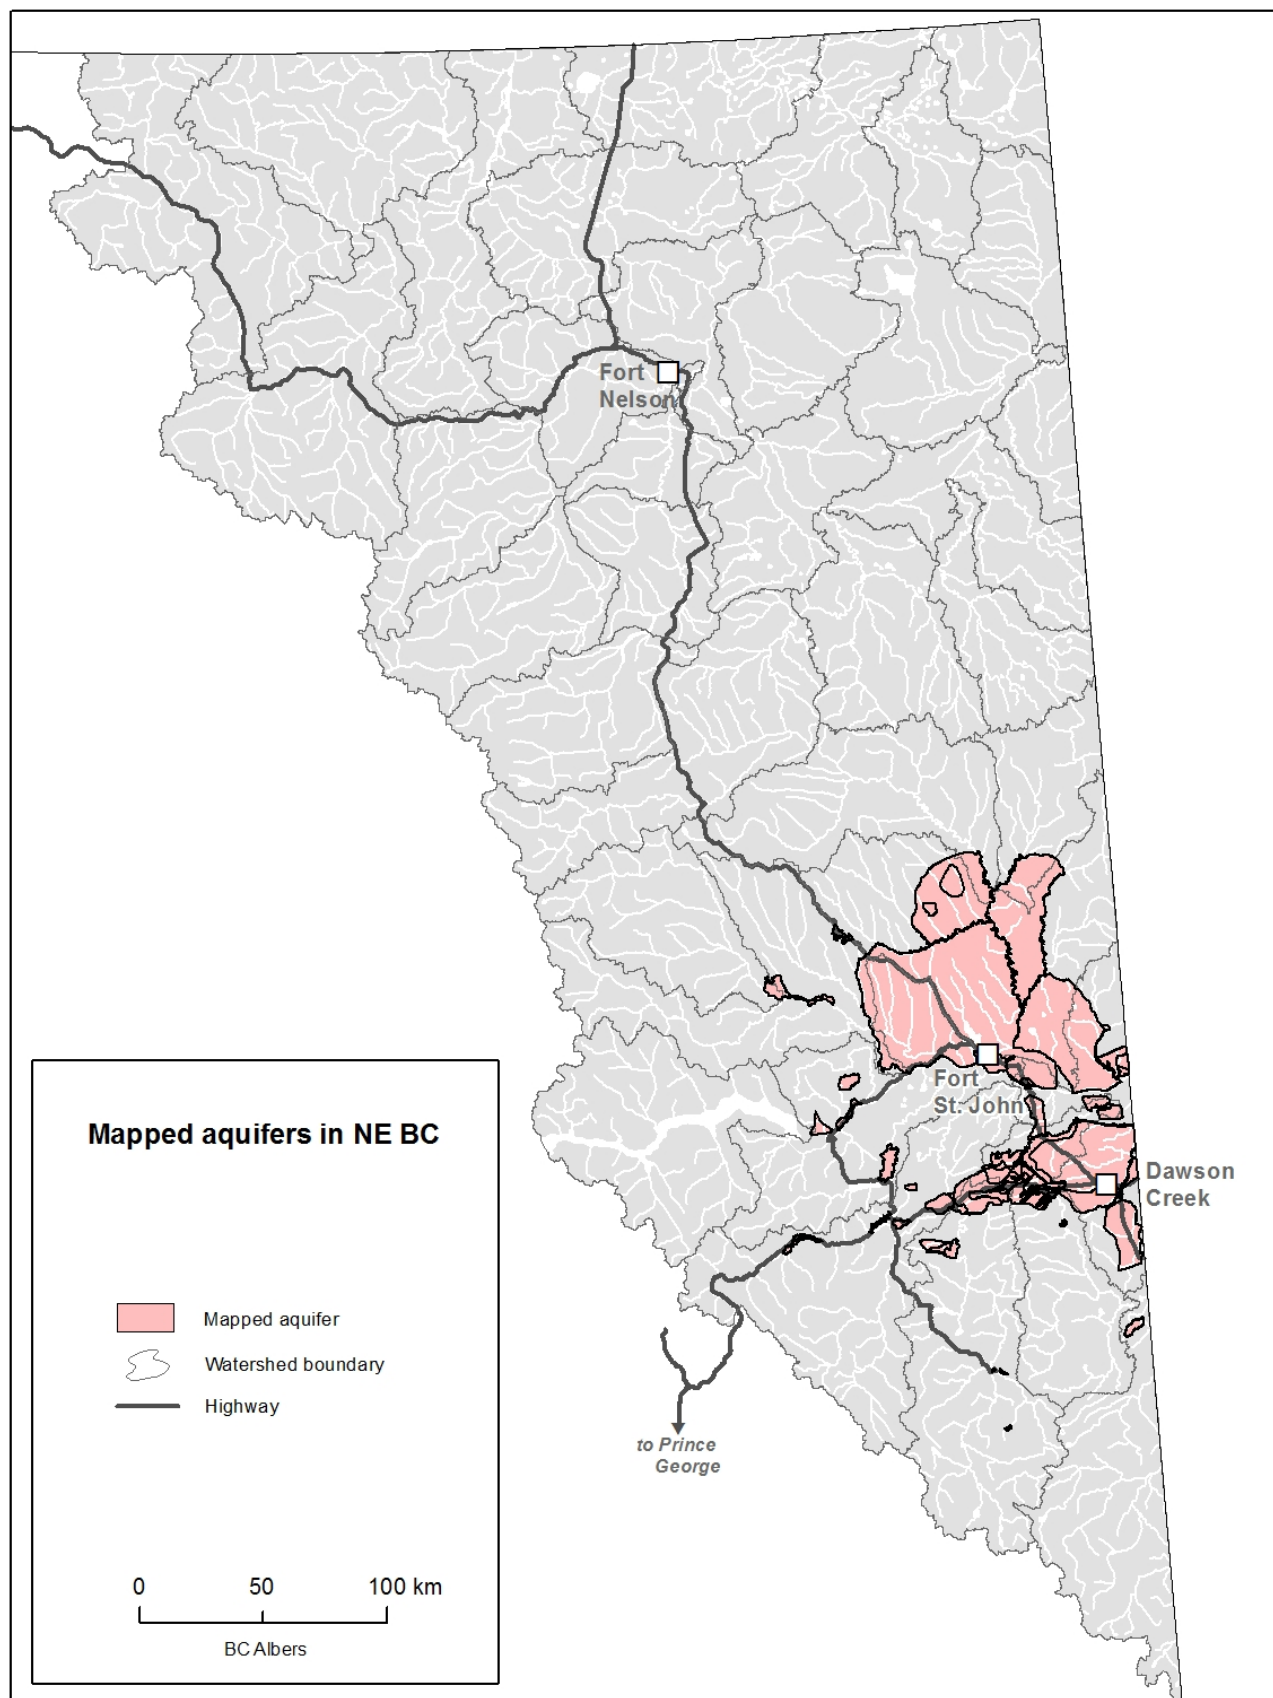 Fort
Nelson
Fort
St. John
Dawson
Creek
Mapped aquifers in NE BC
Mapped aquifer
Watershed boundary
Highway
to Prince
George
0 50 100 km
BC Albers